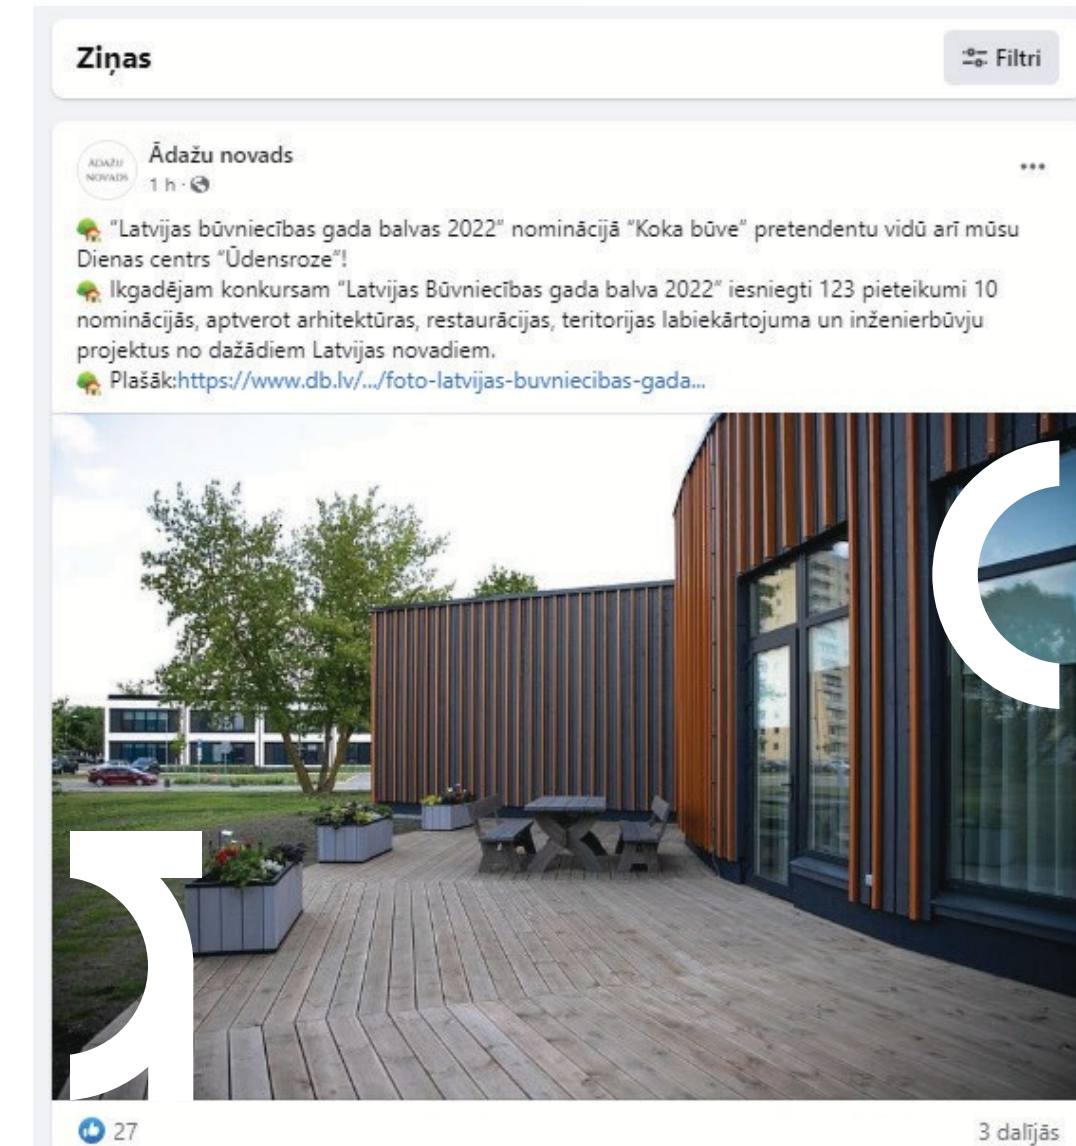 Ziņas
Filtri
ĀDAŽU
NOVADS
Ādažu novads
1 h ·
"Latvijas būvniecības gada balvas 2022" nominācijā "Koka būve" pretendentu vidū arī mūsu
Dienas centrs "Ūdensroze"!
Ikgadējam konkursam "Latvijas Būvniecības gada balva 2022" iesniegti 123 pieteikumi 10
nominācijās, aptverot arhitektūras, restaurācijas, teritorijas labiekārtojuma un inženierbūvju
projektus no dažādiem Latvijas novadiem.
Plašāk:https://www.db.lv/.../foto-latvijas-buvniecibas-gada...
27
3 dalījās